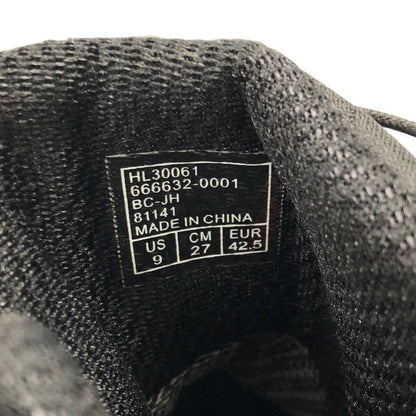 HL30061
666632-0001
BC-JH
81141
MADE IN CHINA
US CM EUR
9 27 42.5